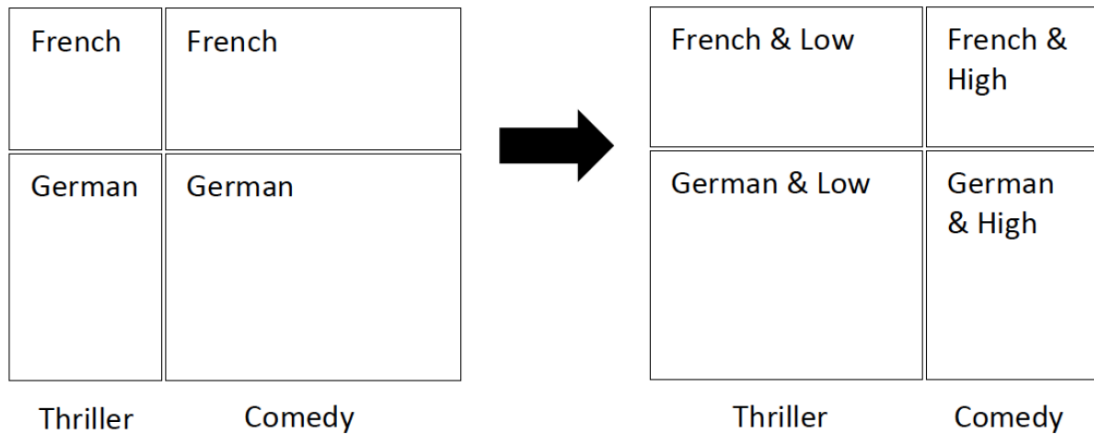 French
French
German
German
Thriller
Comedy
French & Low
French &
High
German & Low
German
& High
Thriller
Comedy